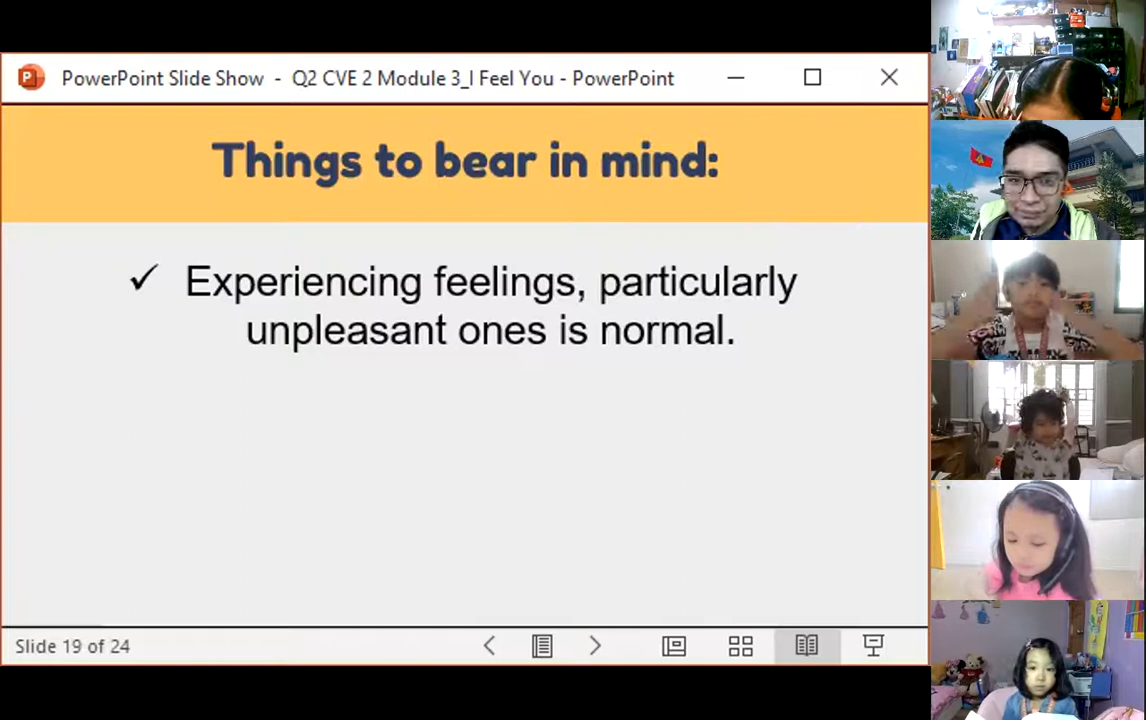 PowerPoint Slide Show - Q2 CVE 2 Module 3_I Feel You - PowerPoint
Things to bear in mind:
✓ Experiencing feelings, particularly
unpleasant ones is normal.
Slide 19 of 24